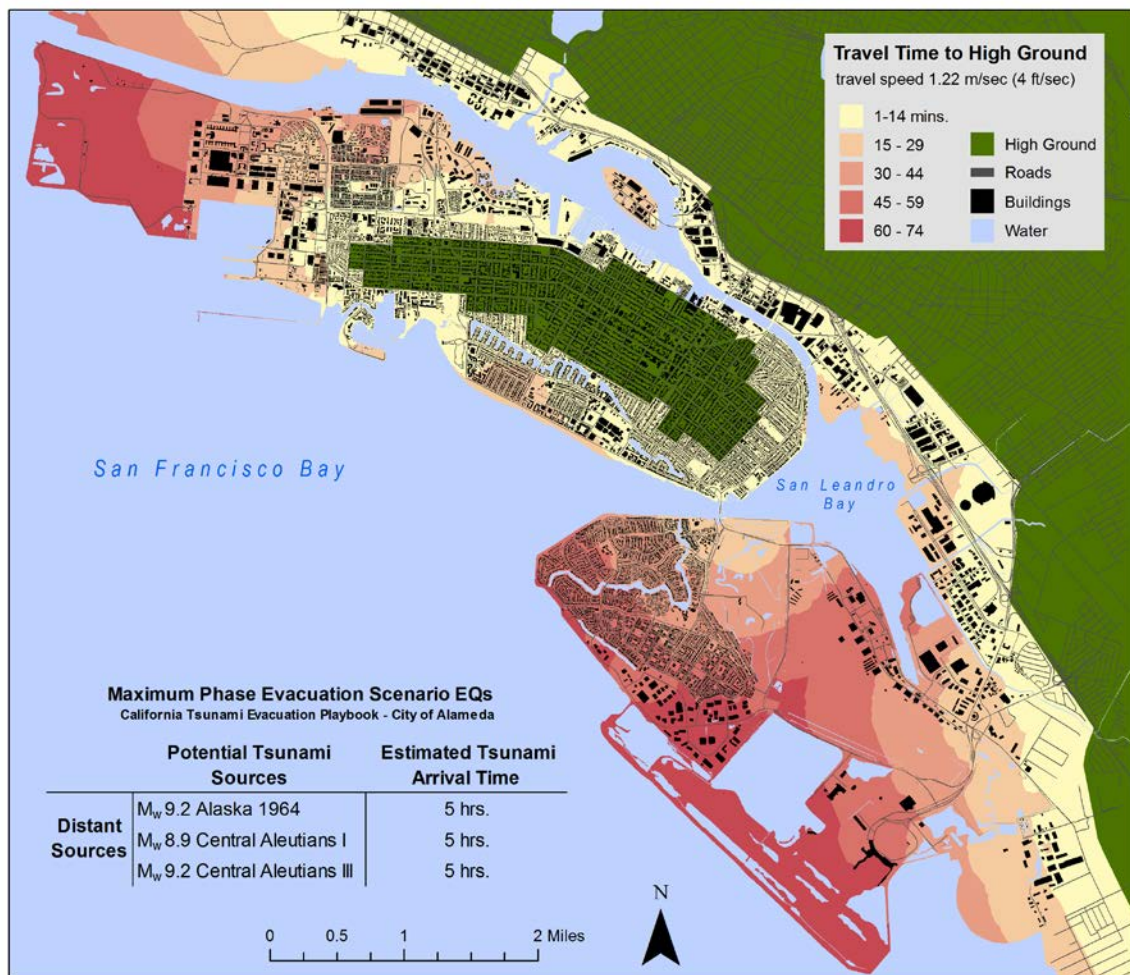 Travel Time to High Ground
travel speed 1.22 m/sec (4 ft/sec)
1-14 mins.
15 - 29
30 - 44
45 - 59
60 - 74
High Ground
Roads
Buildings
Water
San Francisco Bay
San Leandro
Bay
Maximum Phase Evacuation Scenario EQs
California Tsunami Evacuation Playbook - City of Alameda
Potential Tsunami
Sources
Estimated Tsunami
Arrival Time
Distant
Sources
Mw 9.2 Alaska 1964
5 hrs.
Mw 8.9 Central Aleutians I
5 hrs.
Mw 9.2 Central Aleutians III
5 hrs.
N
0 0.5 1 2 Miles